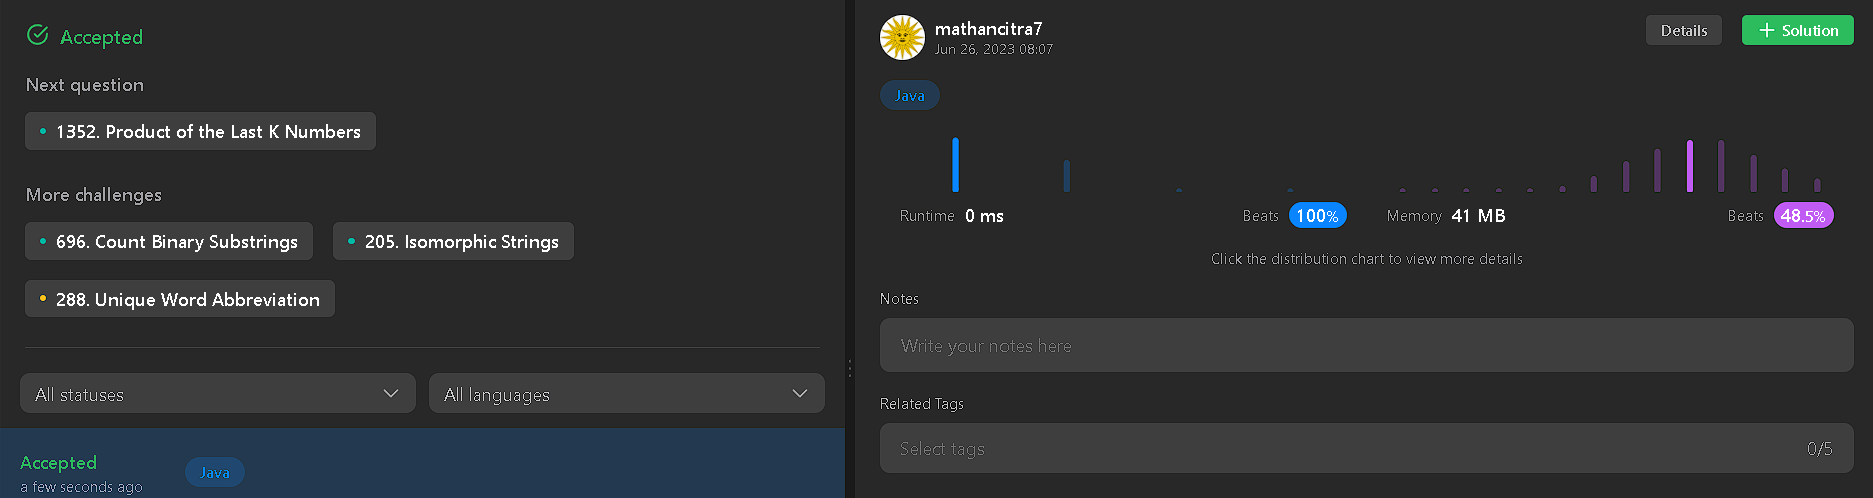 Accepted
Next question
1352. Product of the Last K Numbers
More challenges
696. Count Binary Substrings
205. Isomorphic Strings
288. Unique Word Abbreviation
All statuses
All languages
Accepted
a few seconds ago
Java
mathancitra7
Jun 26, 2023 08:07
Details
+ Solution
Java
Runtime 0 ms
Beats 100%
Memory 41 MB
Beats 48.5%
Click the distribution chart to view more details
Notes
Write your notes here
Related Tags
Select tags
0/5